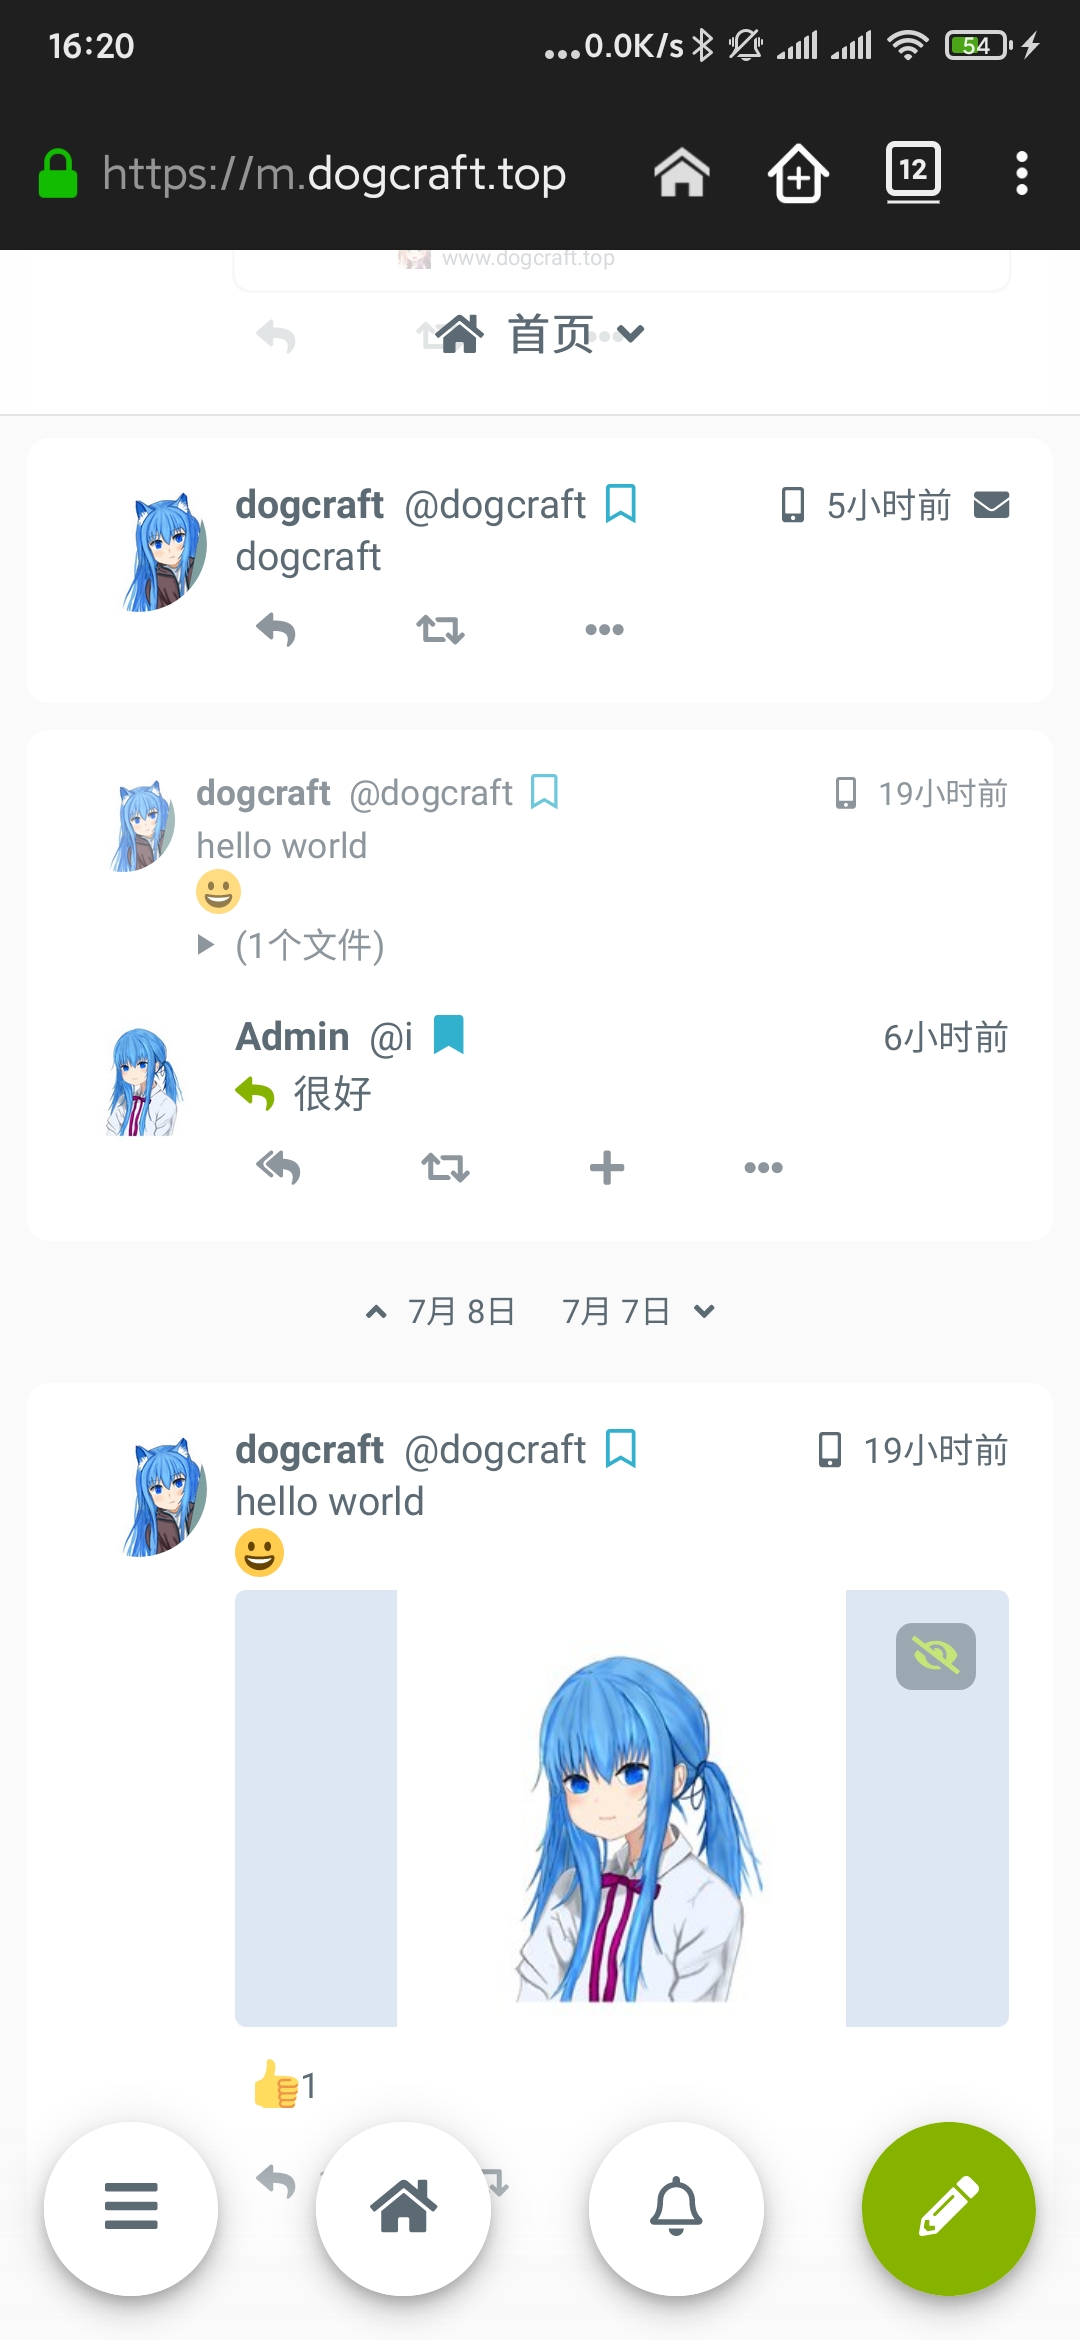 16:20
...0.0K/s
54
https://m.dogcraft.top
12
www.dogcraft.top
首页
dogcraft @dogcraft
5小时前
dogcraft
dogcraft @dogcraft
19小时前
hello world
(1个文件)
Admin @i
6小时前
很好
7月 8日 7月 7日
dogcraft @dogcraft
19小时前
hello world
1